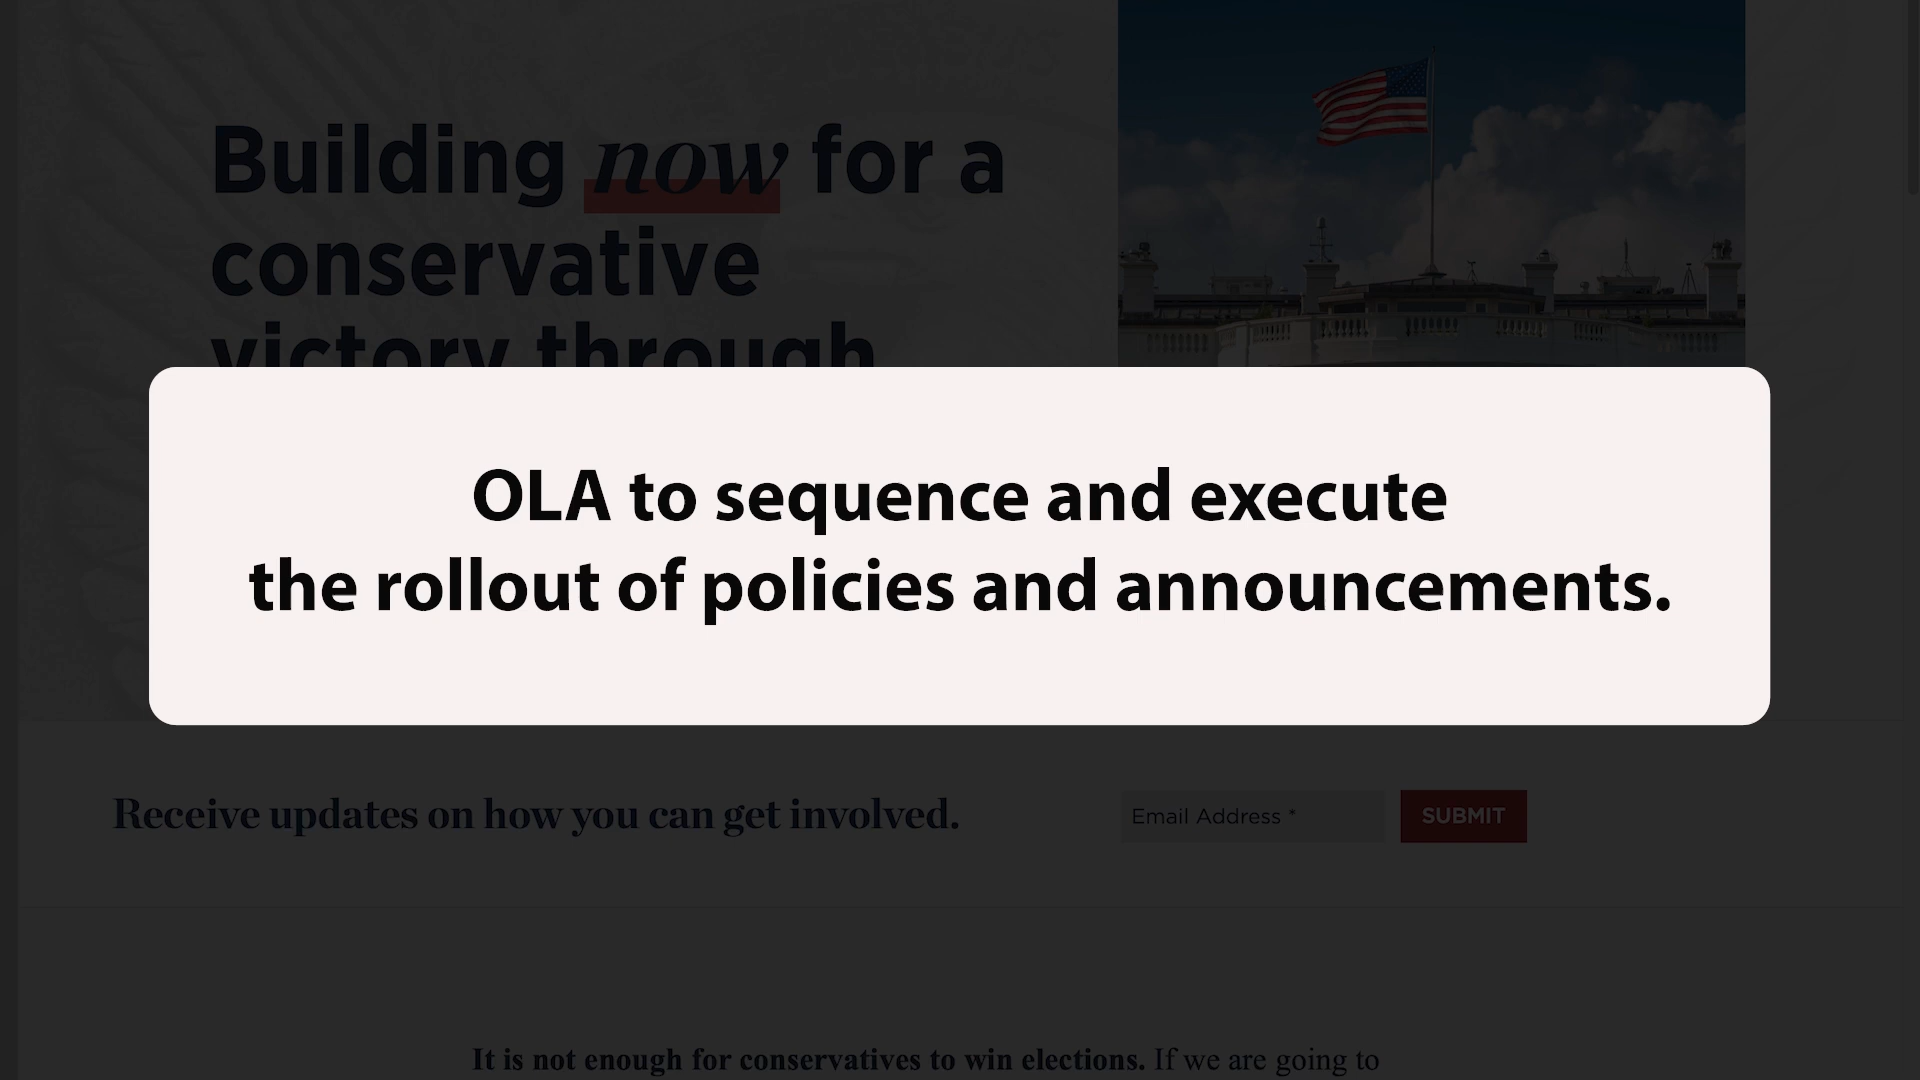 Building now for a
conservative
victory through
OLA to sequence and execute
the rollout of policies and announcements.
Receive updates on how you can get involved.
Email Address *
SUBMIT
It is not enough for conservatives to win elections. If we are going to